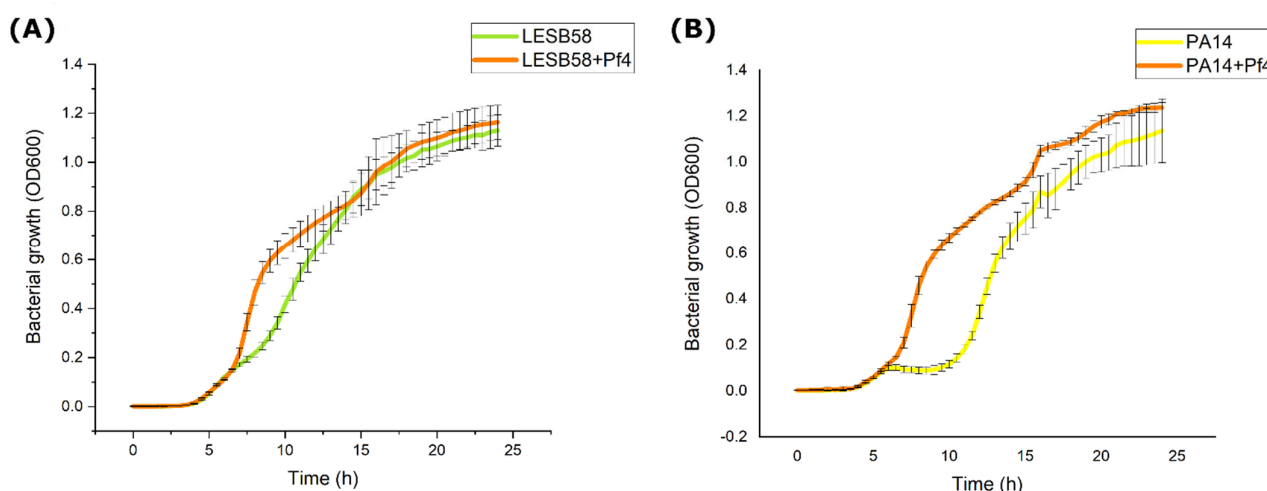 (A)
LESB58
LESB58+Pf4
1.4
1.2
1.0
0.8
0.6
0.4
0.2
0.0
Bacterial growth (OD600)
0 5 10 15 20 25
Time (h)
(B)
PA14
PA14+Pf4
1.4
1.2
1.0
0.8
0.6
0.4
0.2
0.0
-0.2
Bacterial growth (OD600)
0 5 10 15 20 25
Time (h)